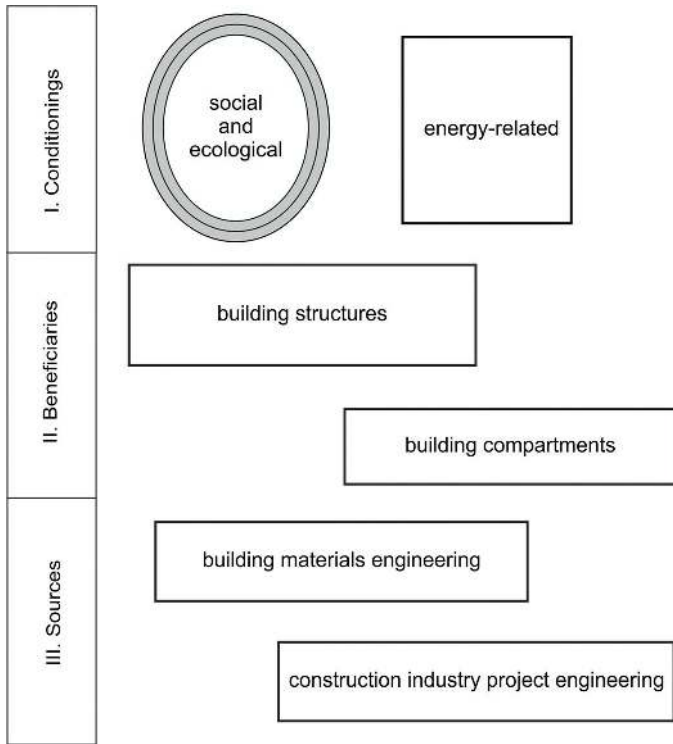 I. Conditionings
social
and
ecological
energy-related
II. Beneficiaries
building structures
building compartments
III. Sources
building materials engineering
construction industry project engineering